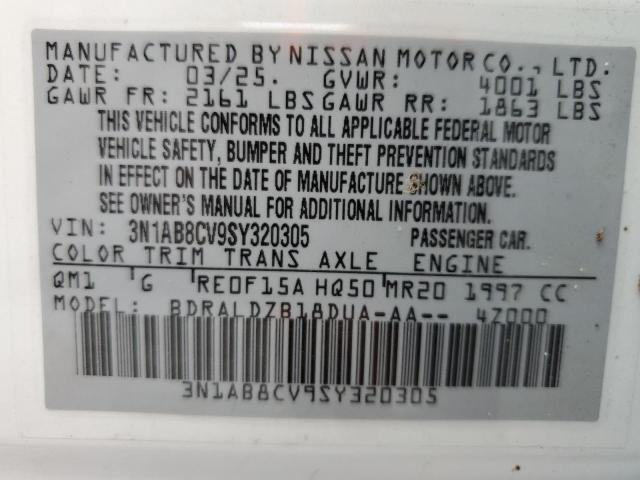 MANUFACTURED BY NISSAN MOTOR CO., LTD.
DATE: 03/25. GVWR: 4001 LBS
GAWR FR: 2161 LBS GAWR RR: 1863 LBS
THIS VEHICLE CONFORMS TO ALL APPLICABLE FEDERAL MOTOR
VEHICLE SAFETY, BUMPER AND THEFT PREVENTION STANDARDS
IN EFFECT ON THE DATE OF MANUFACTURE SHOWN ABOVE.
SEE OWNER'S MANUAL FOR ADDITIONAL INFORMATION.
VIN: 3N1AB8CV9SY320305 PASSENGER CAR.
COLOR TRIM TRANS AXLE ENGINE
QM1 G RE0F15A HQ50 MR20 1997 CC
MODEL: BDRALDZB18DUA-AA-- 4Z000
3N1AB8CV9SY320305